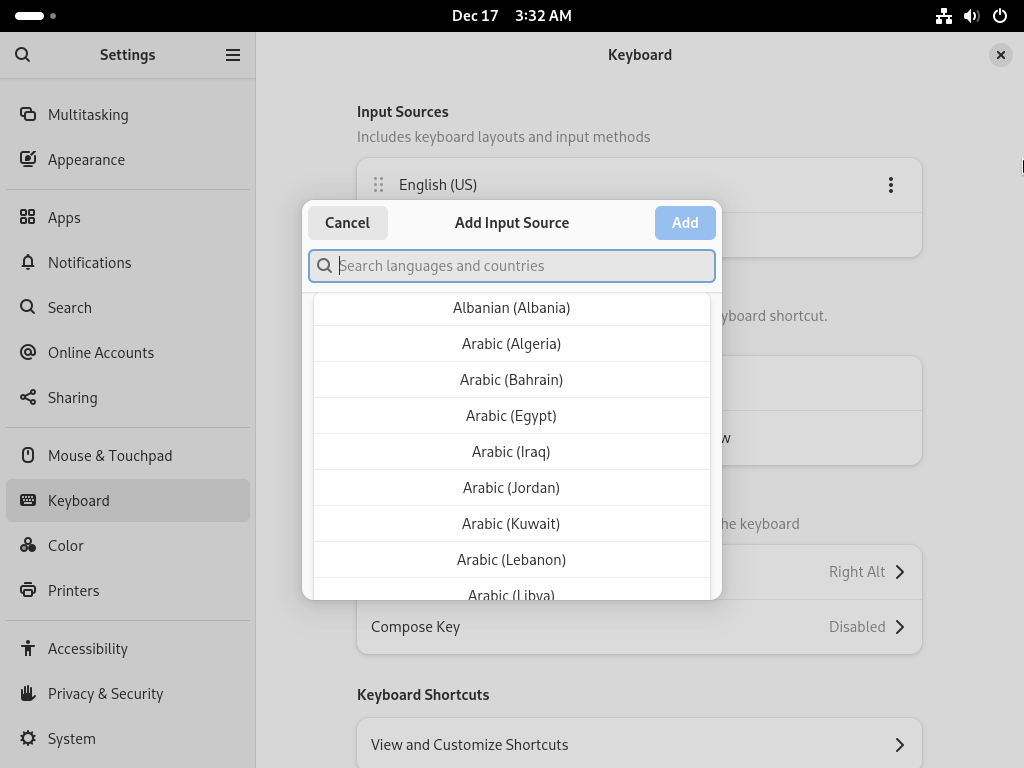 Dec 17 3:32 AM
Settings
Keyboard
Multitasking
Appearance
Apps
Notifications
Search
Online Accounts
Sharing
Mouse & Touchpad
Keyboard
Color
Printers
Accessibility
Privacy & Security
System
Input Sources
Includes keyboard layouts and input methods
English (US)
Cancel
Add Input Source
Add
Search languages and countries
Albanian (Albania)
Arabic (Algeria)
Arabic (Bahrain)
Arabic (Egypt)
Arabic (Iraq)
Arabic (Jordan)
Arabic (Kuwait)
Arabic (Lebanon)
Arabic (Libya)
yboard shortcut.
w
he keyboard
Right Alt
Compose Key
Disabled
Keyboard Shortcuts
View and Customize Shortcuts